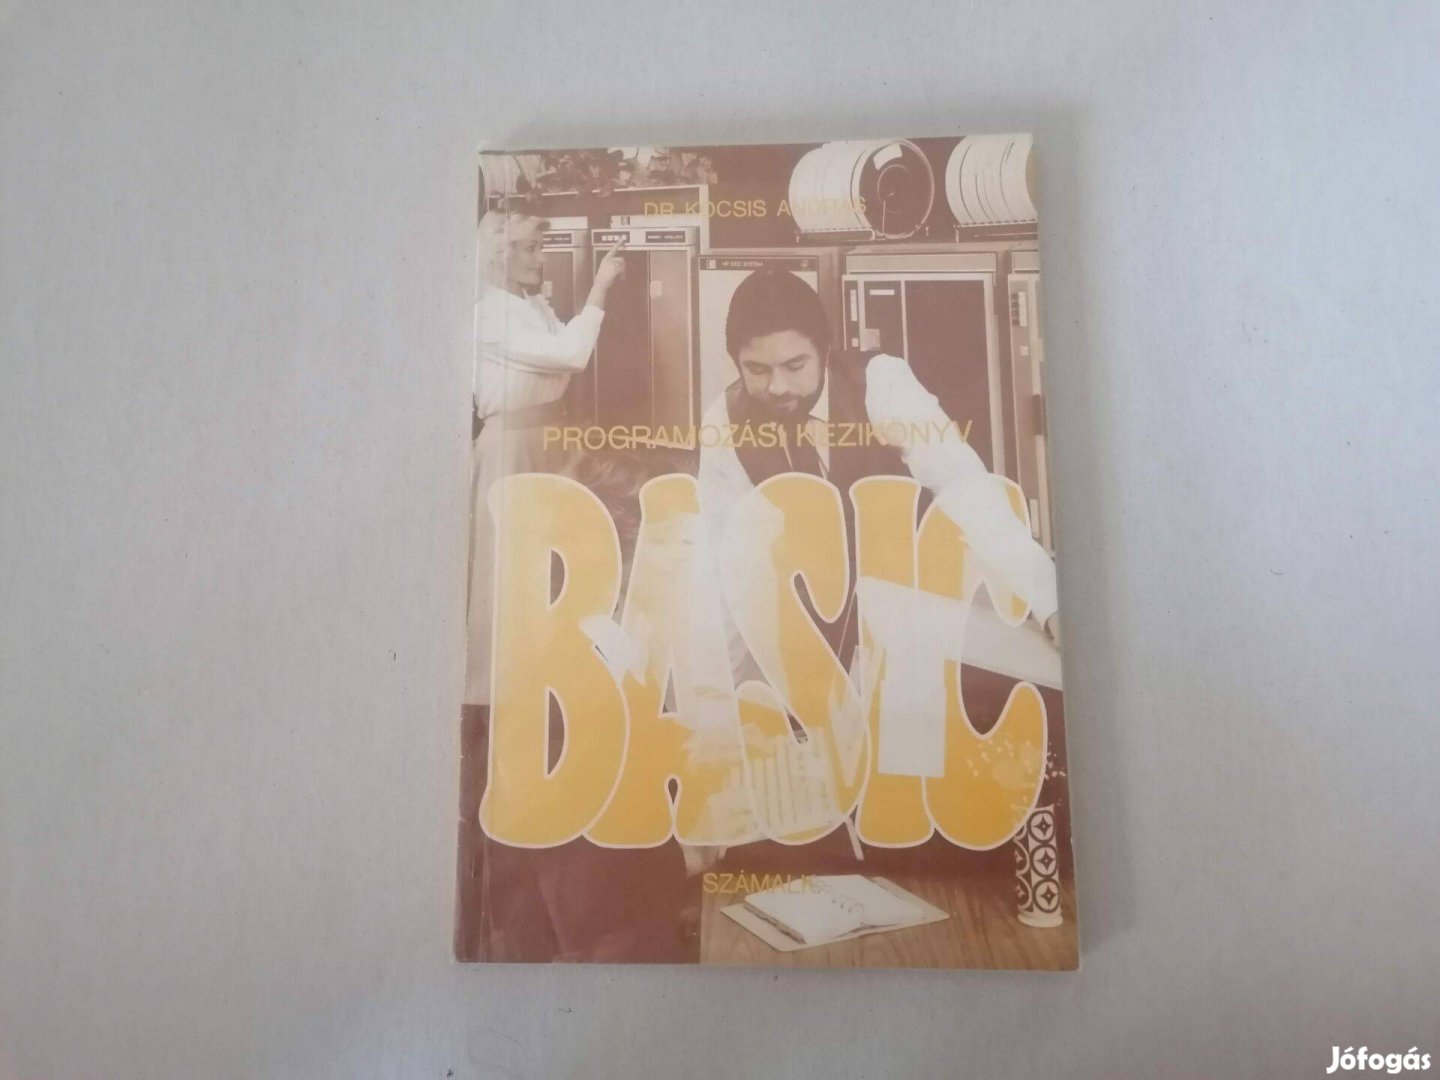 DR. KOCSIS ANDRÁS
HP 1000 SYSTEM
PROGRAMOZÁSI KÉZIKÖNYV
BASIC
SZÁMALK
Jófogás